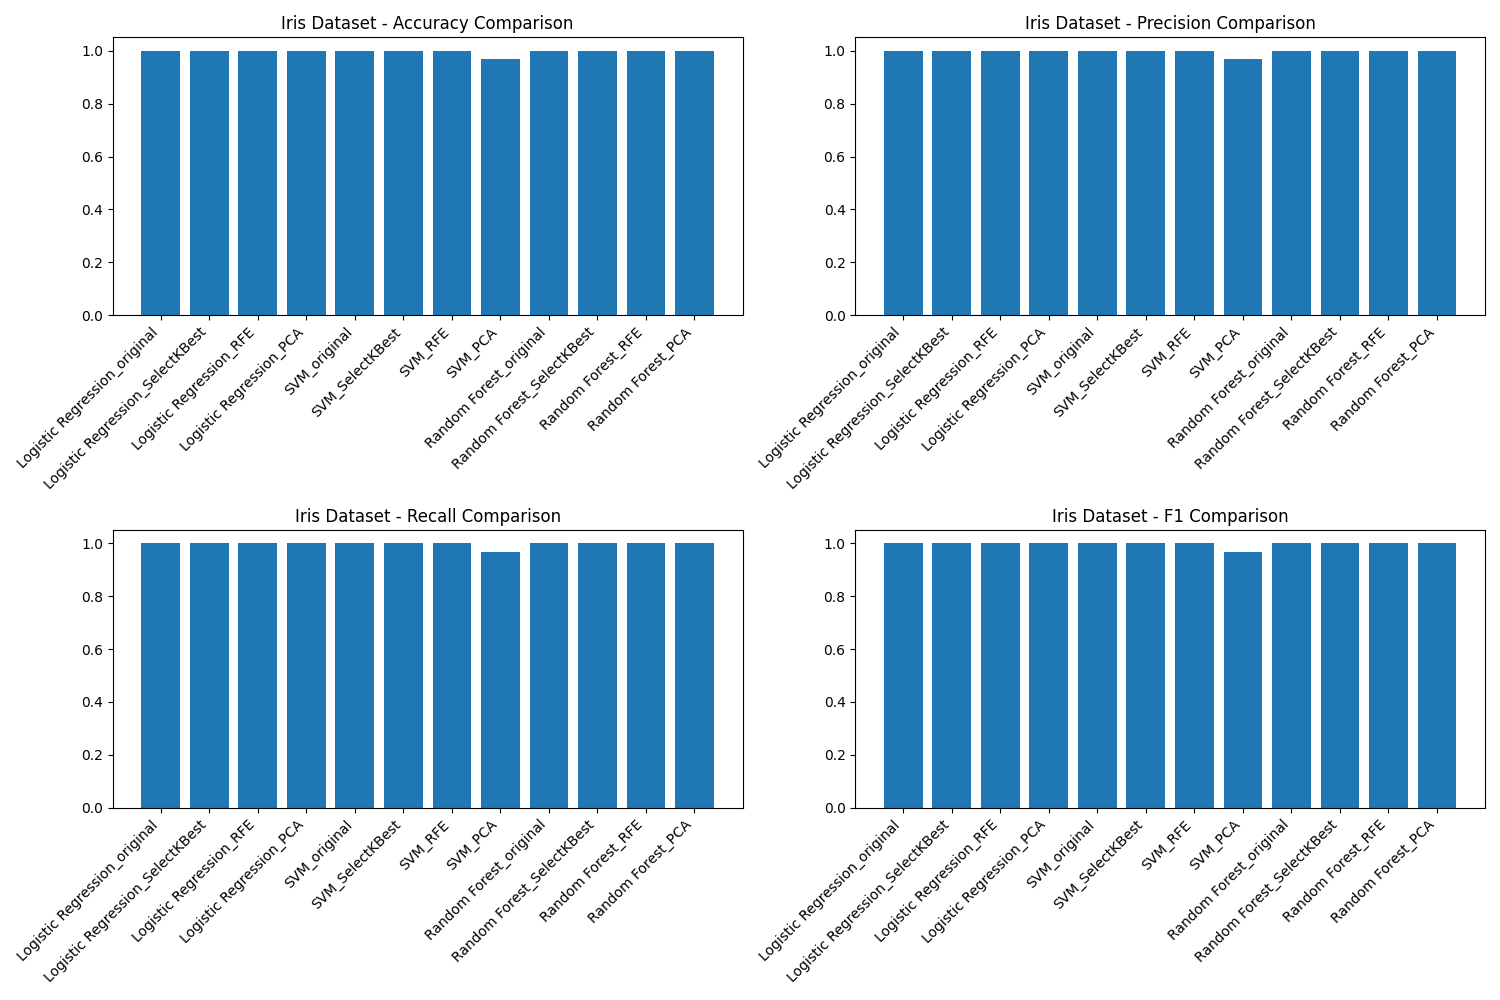 Iris Dataset - Accuracy Comparison
1.0
0.8
0.6
0.4
0.2
0.0
Logistic Regression_original
Logistic Regression_SelectKBest
Logistic Regression_RFE
Logistic Regression_PCA
SVM_original
SVM_SelectKBest
SVM_RFE
SVM_PCA
Random Forest_original
Random Forest_SelectKBest
Random Forest_RFE
Random Forest_PCA
Iris Dataset - Precision Comparison
1.0
0.8
0.6
0.4
0.2
0.0
Logistic Regression_original
Logistic Regression_SelectKBest
Logistic Regression_RFE
Logistic Regression_PCA
SVM_original
SVM_SelectKBest
SVM_RFE
SVM_PCA
Random Forest_original
Random Forest_SelectKBest
Random Forest_RFE
Random Forest_PCA
Iris Dataset - Recall Comparison
1.0
0.8
0.6
0.4
0.2
0.0
Logistic Regression_original
Logistic Regression_SelectKBest
Logistic Regression_RFE
Logistic Regression_PCA
SVM_original
SVM_SelectKBest
SVM_RFE
SVM_PCA
Random Forest_original
Random Forest_SelectKBest
Random Forest_RFE
Random Forest_PCA
Iris Dataset - F1 Comparison
1.0
0.8
0.6
0.4
0.2
0.0
Logistic Regression_original
Logistic Regression_SelectKBest
Logistic Regression_RFE
Logistic Regression_PCA
SVM_original
SVM_SelectKBest
SVM_RFE
SVM_PCA
Random Forest_original
Random Forest_SelectKBest
Random Forest_RFE
Random Forest_PCA